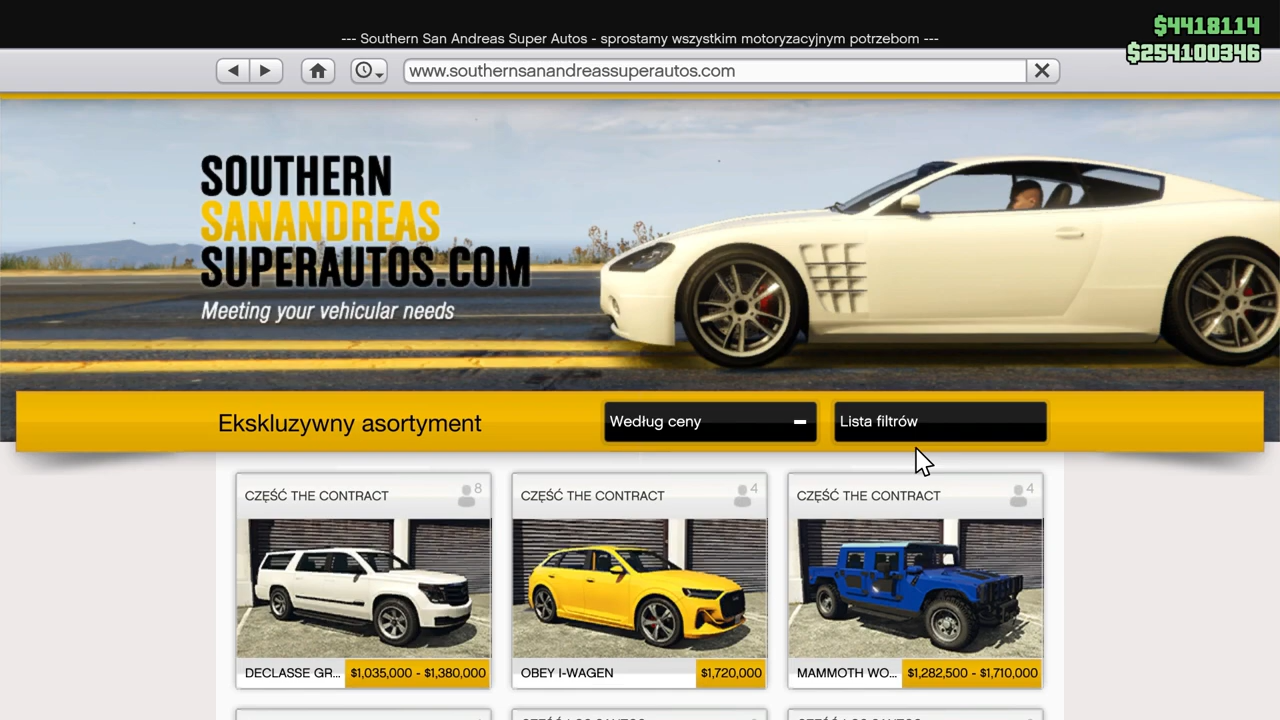 --- Southern San Andreas Super Autos - sprostamy wszystkim motoryzacyjnym potrzebom ---
$4418114
$254100346
www.southernsanandreassuperautos.com
SOUTHERN
SANANDREAS
SUPERAUTOS.COM
Meeting your vehicular needs
Ekskluzywny asortyment
Według ceny
Lista filtrów
CZĘŚĆ THE CONTRACT 8
CZĘŚĆ THE CONTRACT 4
CZĘŚĆ THE CONTRACT 4
DECLASSE GR... $1,035,000 - $1,380,000
OBEY I-WAGEN $1,720,000
MAMMOTH WO... $1,282,500 - $1,710,000